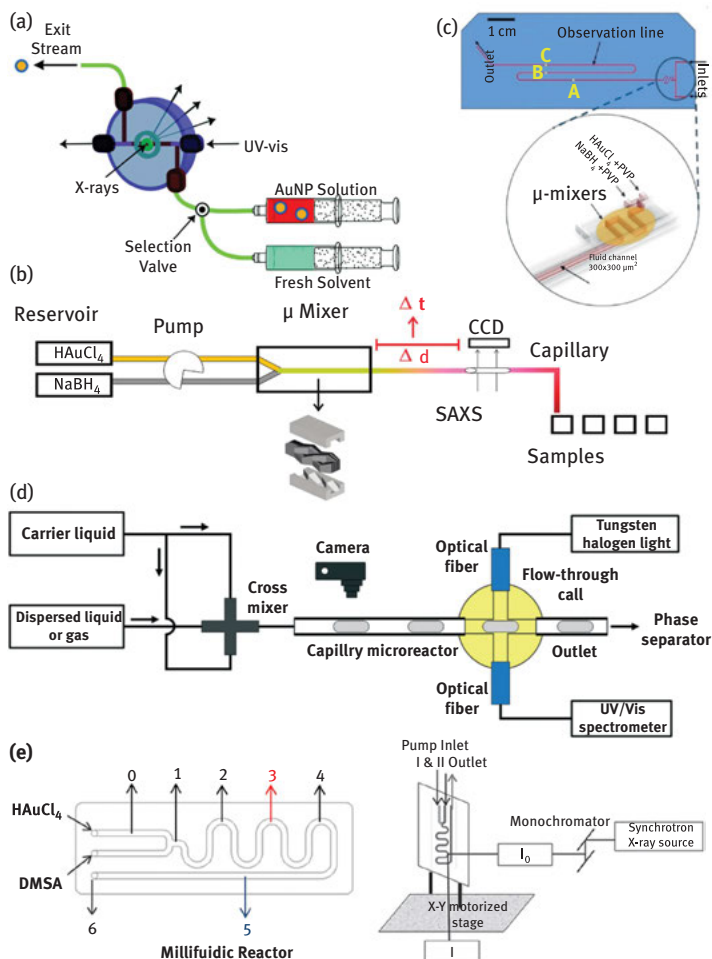 (a)
Exit
Stream
X-rays
UV-vis
AuNP Solution
Selection
Valve
Fresh Solvent
(c)
1 cm
Observation line
Outlet
C
B
A
Inlets
HAuCl4 +PVP
NaBH4 +PVP
μ-mixers
Fluid channel
300x300 μm²
(b)
Reservoir
Pump
μ Mixer
Δ t
Δ d
CCD
Capillary
HAuCl4
NaBH4
SAXS
Samples
(d)
Carrier liquid
Dispersed liquid
or gas
Cross
mixer
Camera
Capillry microreactor
Optical
fiber
Tungsten
halogen light
Flow-through
call
Outlet
Phase
separator
Optical
fiber
UV/Vis
spectrometer
(e)
0
1
2
3
4
HAuCl4
DMSA
6
5
Millifuidic Reactor
Pump Inlet
I & II Outlet
Monochromator
Synchrotron
X-ray source
I0
X-Y motorized
stage
I